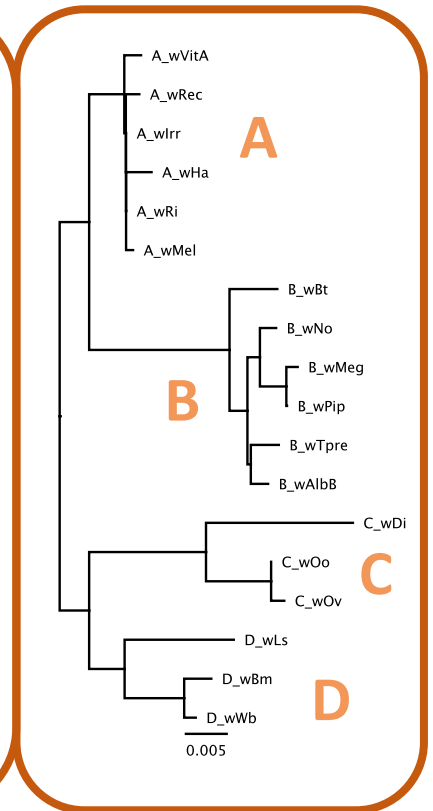 A_wVitA
A_wRec
A_wIrr
A
A_wHa
A_wRi
A_wMel
B_wBt
B_wNo
B_wMeg
B
B_wPip
B_wTpre
B_wAlbB
C_wDi
C_wOo
C
C_wOv
D_wLs
D_wBm
D
D_wWb
0.005